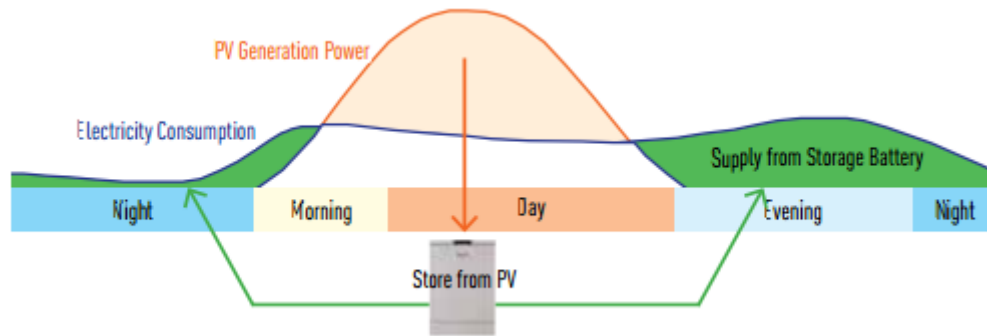 PV Generation Power
Electricity Consumption
Supply from Storage Battery
Night
Morning
Day
Evening
Night
Store from PV